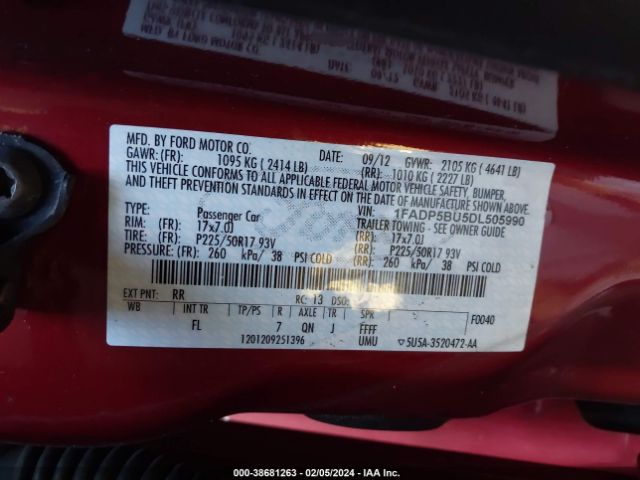 MFD. BY FORD MOTOR CO.
DATE: 09/12 GVWR: 2105 KG ( 4641 LB)
GAWR: (FR): 1095 KG ( 2414 LB) (RR): 1010 KG ( 2227 LB)
THIS VEHICLE CONFORMS TO ALL APPLICABLE FEDERAL MOTOR VEHICLE SAFETY, BUMPER,
AND THEFT PREVENTION STANDARDS IN EFFECT ON THE DATE OF MANUFACTURE SHOWN ABOVE.
VIN: 1FADP5BU5DL505990
TYPE: Passenger Car TRAILER TOWING - SEE OWNER GUIDE
RIM: (FR): 17x7.0J (RR): 17x7.0J
TIRE: (FR): P225/50R17 93V (RR): P225/50R17 93V
PRESSURE: (FR): 260 kPa/ 38 PSI COLD (RR): 260 kPa/ 38 PSI COLD
EXT PNT: RR RC: 13 DSO:
WB INT TR TP/PS R AXLE TR SPR F0040
FL 7 QN J FFFF
1201209251396 UMU ▽5U5A-3520472-AA
000-38681263 - 02/05/2024 - IAA Inc.